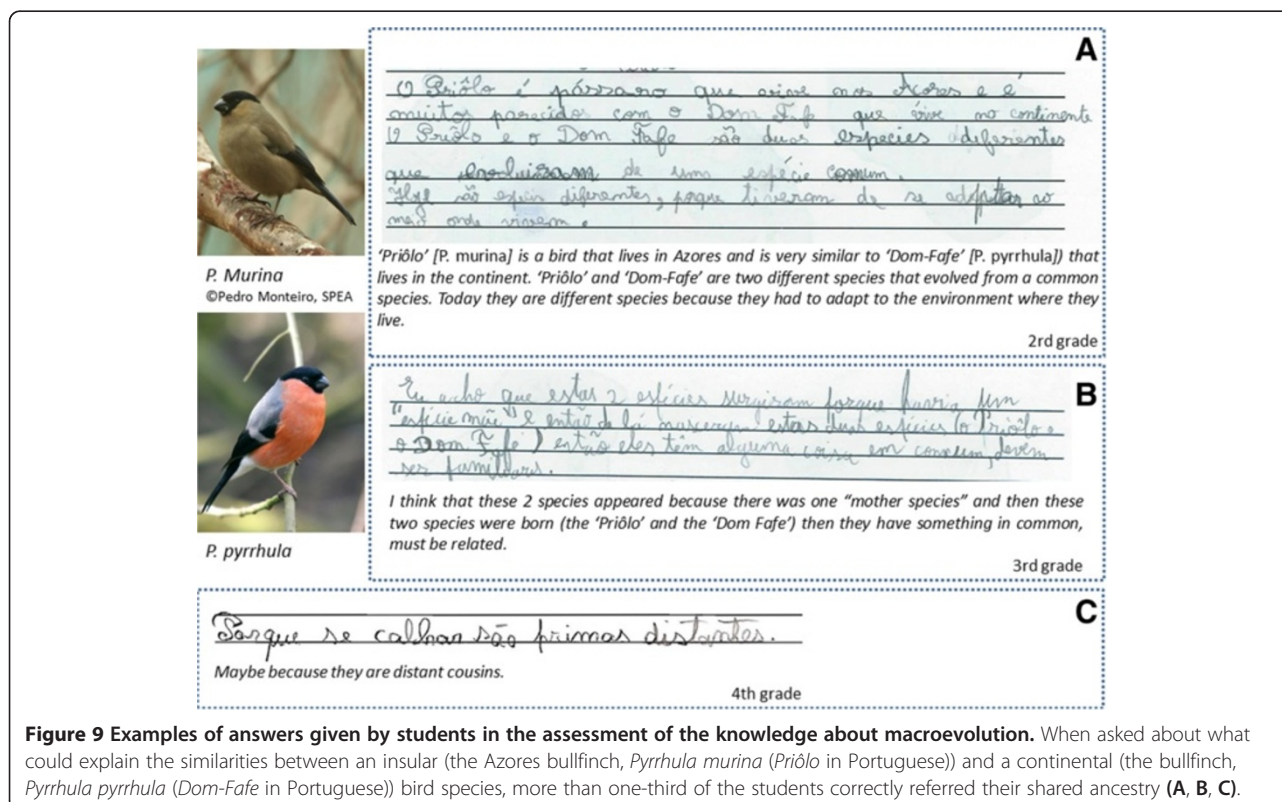 A
O Priôlo é pássaro que vive nos Açores e é
muitos parecidos com o Dom F.f que vive no continente
O Priôlo e o Dom Fafe são duas especies diferentes
que evoluiram de uma espécie comum.
são diferentes, porque tiveram de se adaptar ao
meio onde vivem.
'Priôlo' [P. murina] is a bird that lives in Azores and is very similar to 'Dom-Fafe' [P. pyrrhula]) that
lives in the continent. 'Priôlo' and 'Dom-Fafe' are two different species that evolved from a common
species. Today they are different species because they had to adapt to the environment where they
live.
2rd grade
P. Murina
©Pedro Monteiro, SPEA
B
Eu acho que estas 2 espécies surgiram porque havia um
"espécie mãe" e então de lá nasceram estas duas espécies (o Priôlo e
o Dom Fafe) então eles têm alguma coisa em comum, devem
ser familiares.
I think that these 2 species appeared because there was one "mother species" and then these
two species were born (the 'Priôlo' and the 'Dom Fafe') then they have something in common,
must be related.
3rd grade
P. pyrrhula
C
Porque se calhar são primos distantes.
Maybe because they are distant cousins.
4th grade
Figure 9 Examples of answers given by students in the assessment of the knowledge about macroevolution. When asked about what
could explain the similarities between an insular (the Azores bullfinch, Pyrrhula murina (Priôlo in Portuguese)) and a continental (the bullfinch,
Pyrrhula pyrrhula (Dom-Fafe in Portuguese)) bird species, more than one-third of the students correctly referred their shared ancestry (A, B, C).